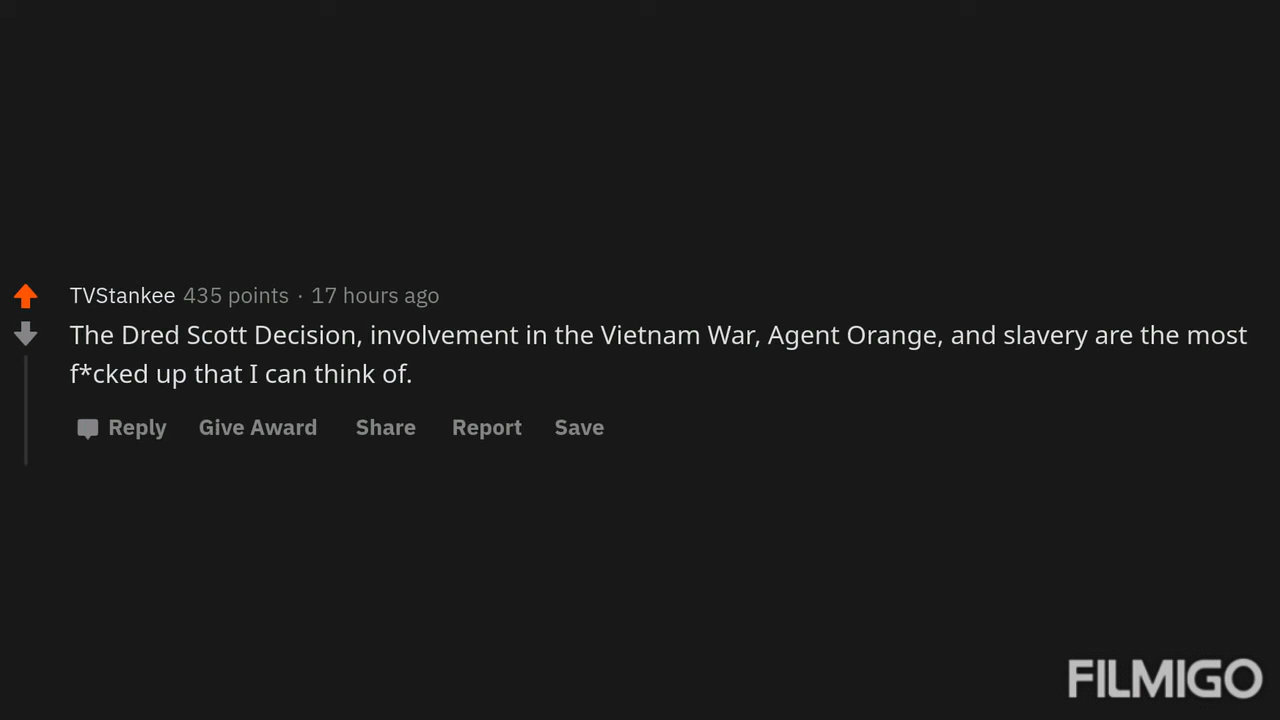 TVStankee 435 points · 17 hours ago
The Dred Scott Decision, involvement in the Vietnam War, Agent Orange, and slavery are the most
f*cked up that I can think of.
Reply Give Award Share Report Save
FILMIGO